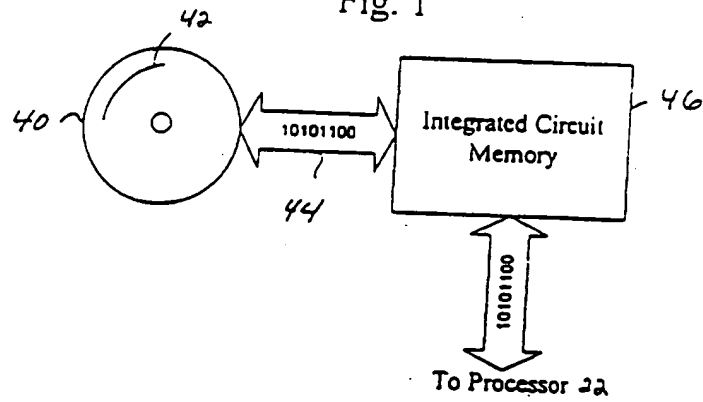 Fig. 1
42
40
10101100
44
Integrated Circuit
Memory
46
10101100
To Processor 22